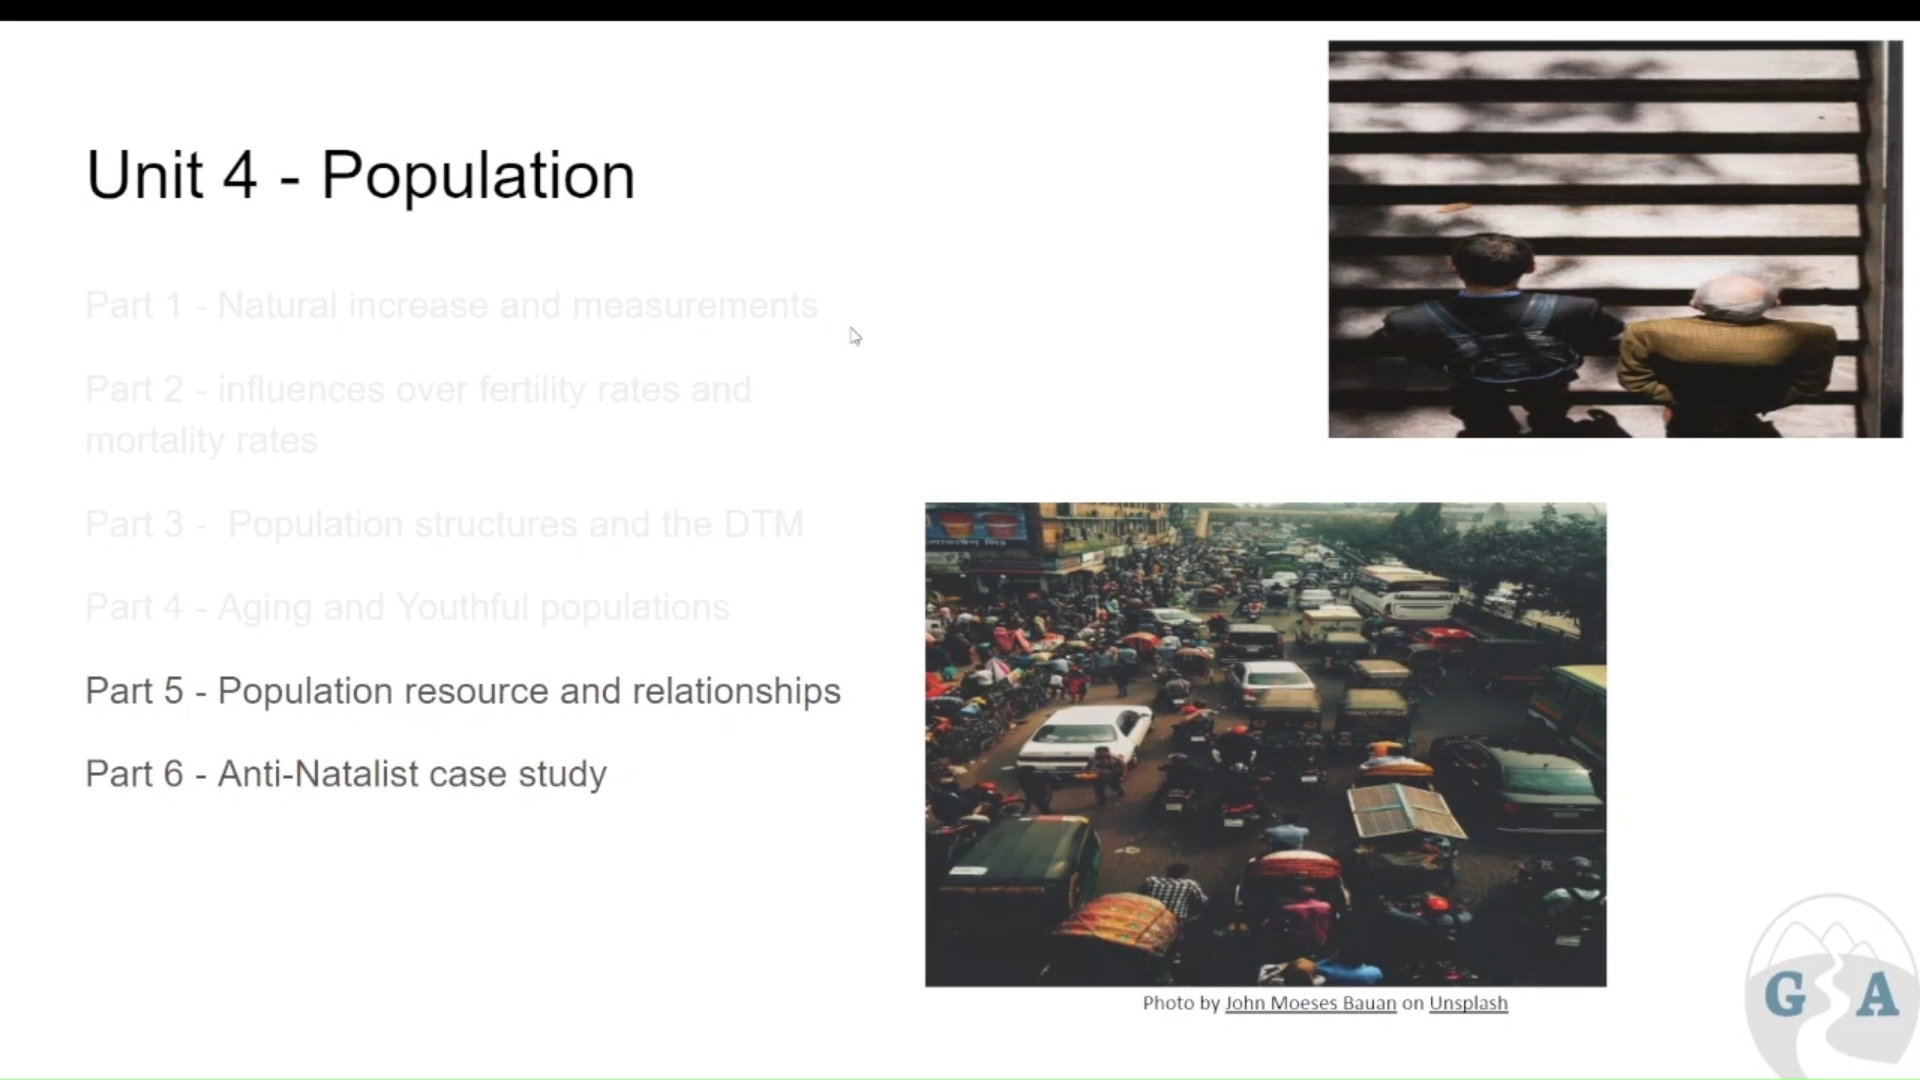 Unit 4 - Population
Part 1 - Natural increase and measurements
Part 2 - influences over fertility rates and
mortality rates
Part 3 -  Population structures and the DTM
Part 4 - Aging and Youthful populations
Part 5 - Population resource and relationships
Part 6 - Anti-Natalist case study
Photo by John Moeses Bauan on Unsplash
G A